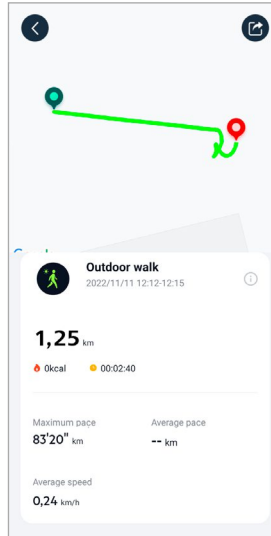 Outdoor walk
2022/11/11 12:12-12:15
1,25 km
0kcal 00:02:40
Maximum pace Average pace
83'20" km -- km
Average speed
0,24 km/h